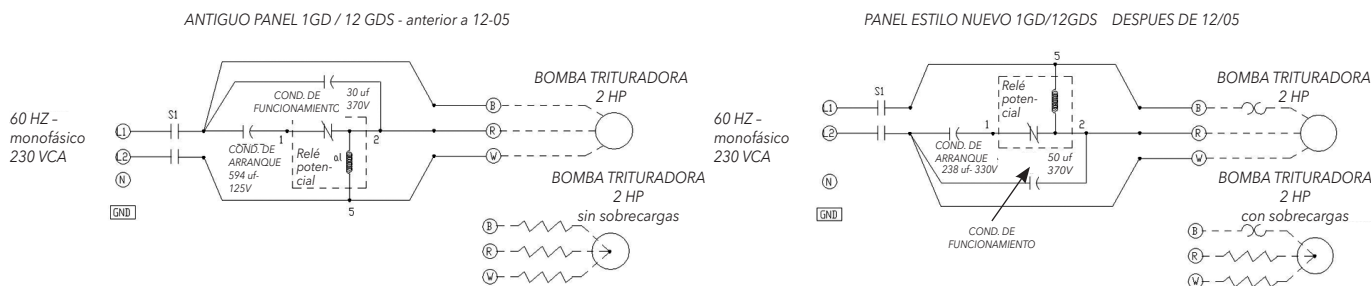 ANTIGUO PANEL 1GD / 12 GDS - anterior a 12-05
60 HZ –
monofásico
230 VCA
L1
L2
N
GND
S1
COND. DE
FUNCIONAMIENTO
30 uf
370V
COND. DE
ARRANQUE
594 uf-
125V
1
2
5
Relé
poten-
cial
B
R
W
BOMBA TRITURADORA
2 HP
BOMBA TRITURADORA
2 HP
sin sobrecargas
B
R
W
PANEL ESTILO NUEVO 1GD/12GDS DESPUES DE 12/05
60 HZ –
monofásico
230 VCA
L1
L2
N
GND
S1
5
Relé
poten-
cial
1
2
COND. DE
ARRANQUE
238 uf- 330V
50 uf
370V
COND. DE
FUNCIONAMIENTO
B
R
W
BOMBA TRITURADORA
2 HP
BOMBA TRITURADORA
2 HP
con sobrecargas
B
R
W